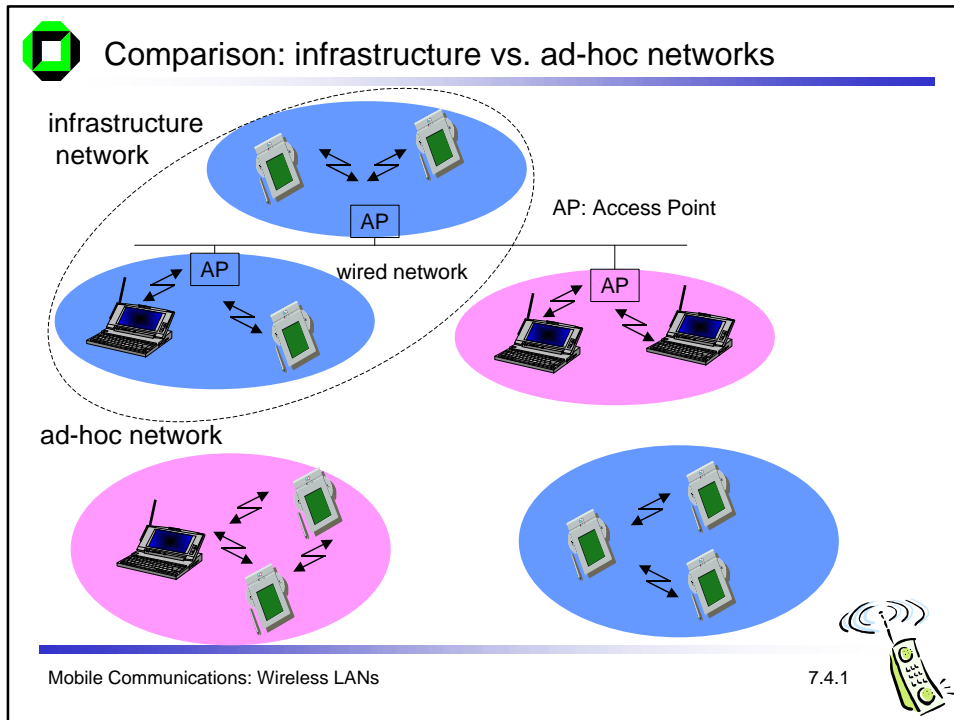 Comparison: infrastructure vs. ad-hoc networks
infrastructure
network
AP
AP: Access Point
AP
wired network
AP
ad-hoc network
Mobile Communications: Wireless LANs
7.4.1